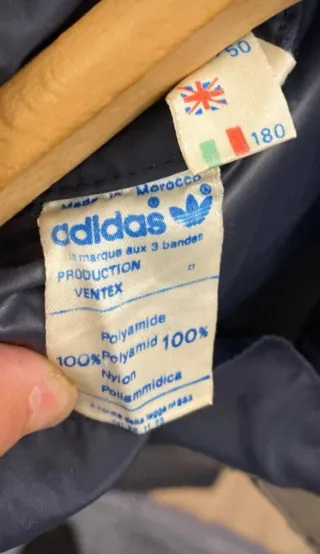 50
180
Made in Morocco
adidas®
la marque aux 3 bandes
PRODUCTION
VENTEX
Polyamide
100% Polyamid 100%
Nylon
Poliammidica